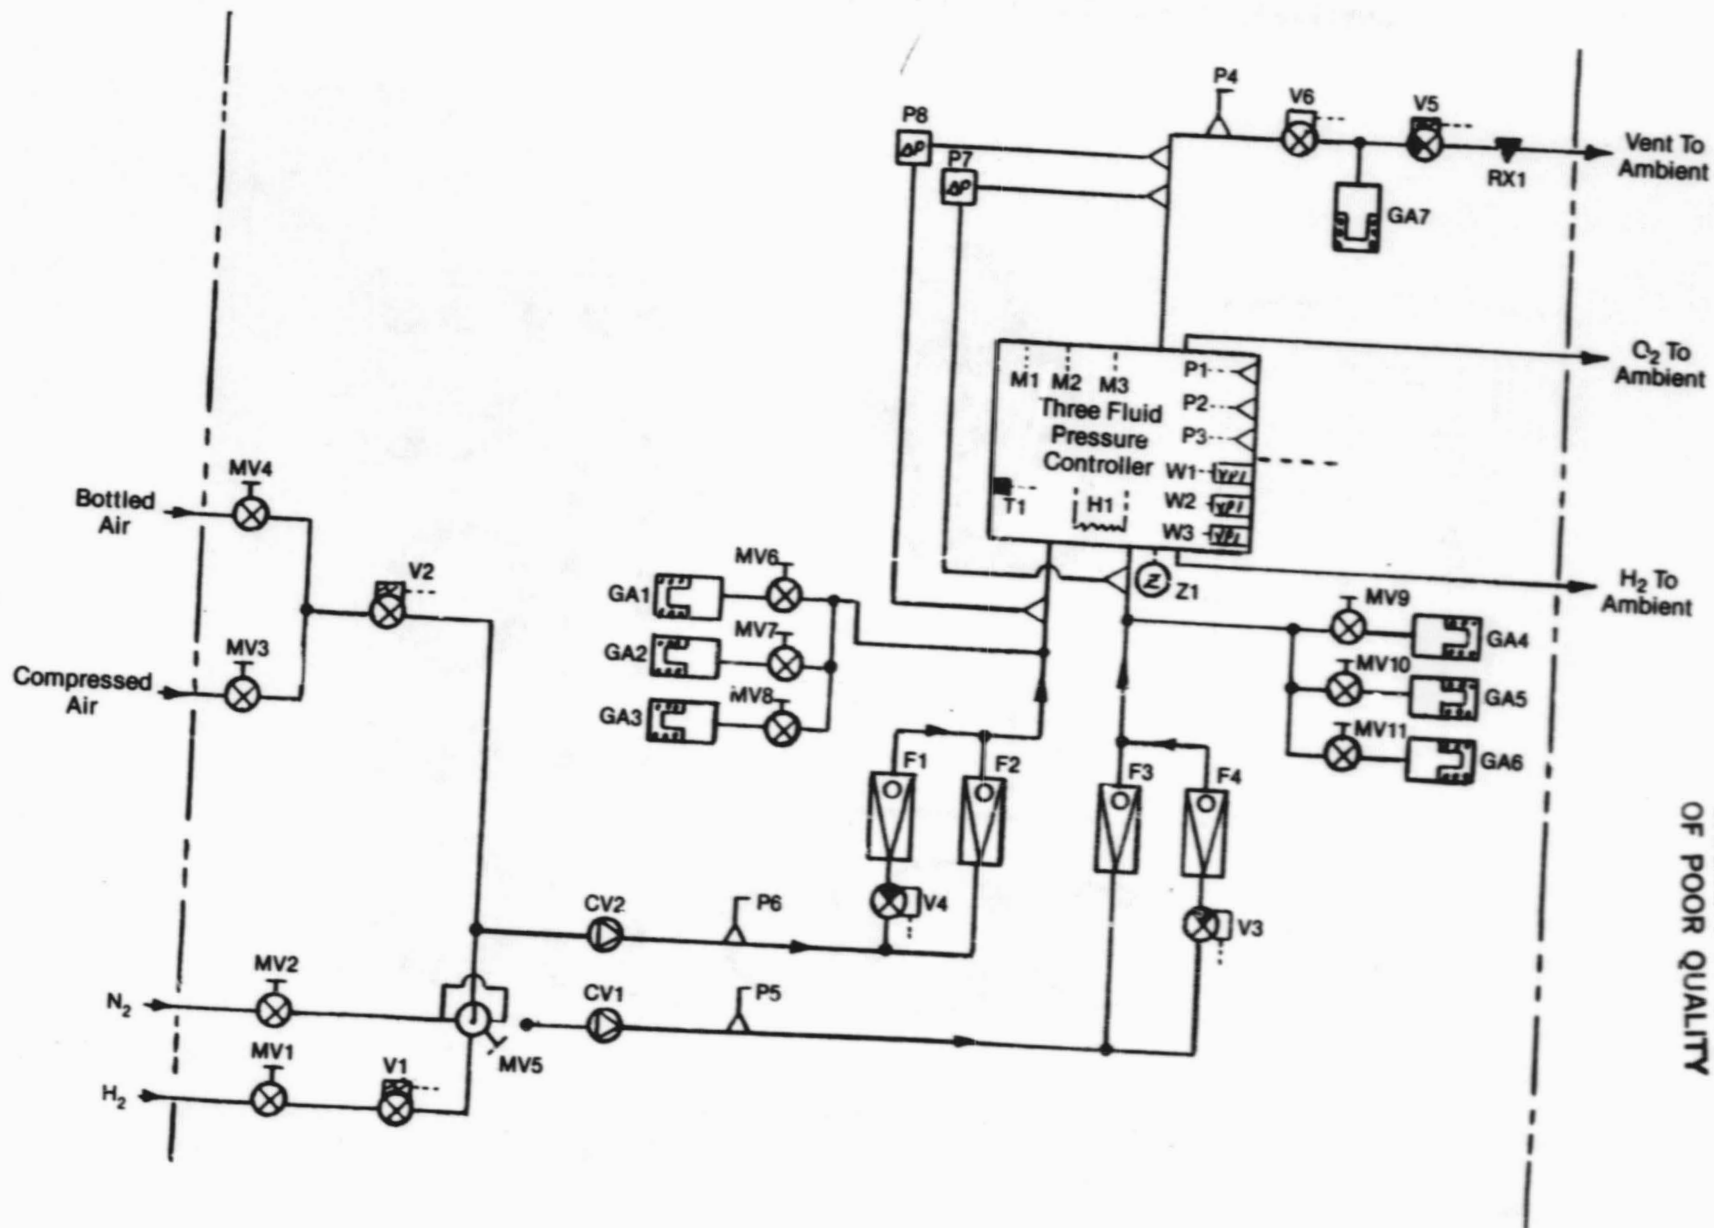 P4
V6
V5
Vent To
Ambient
RX1
GA7
P8
ΔP
P7
ΔP
O₂ To
Ambient
M1 M2 M3
P1
P2
P3
Three Fluid
Pressure
Controller
W1
W2
W3
T1
H1
Z1
H₂ To
Ambient
MV4
Bottled
Air
V2
MV3
Compressed
Air
MV6
GA1
MV7
GA2
MV8
GA3
MV9
GA4
MV10
GA5
MV11
GA6
F1
F2
F3
F4
V4
V3
CV2
P6
CV1
P5
MV2
N₂
MV1
H₂
V1
MV5
OF POOR QUALITY